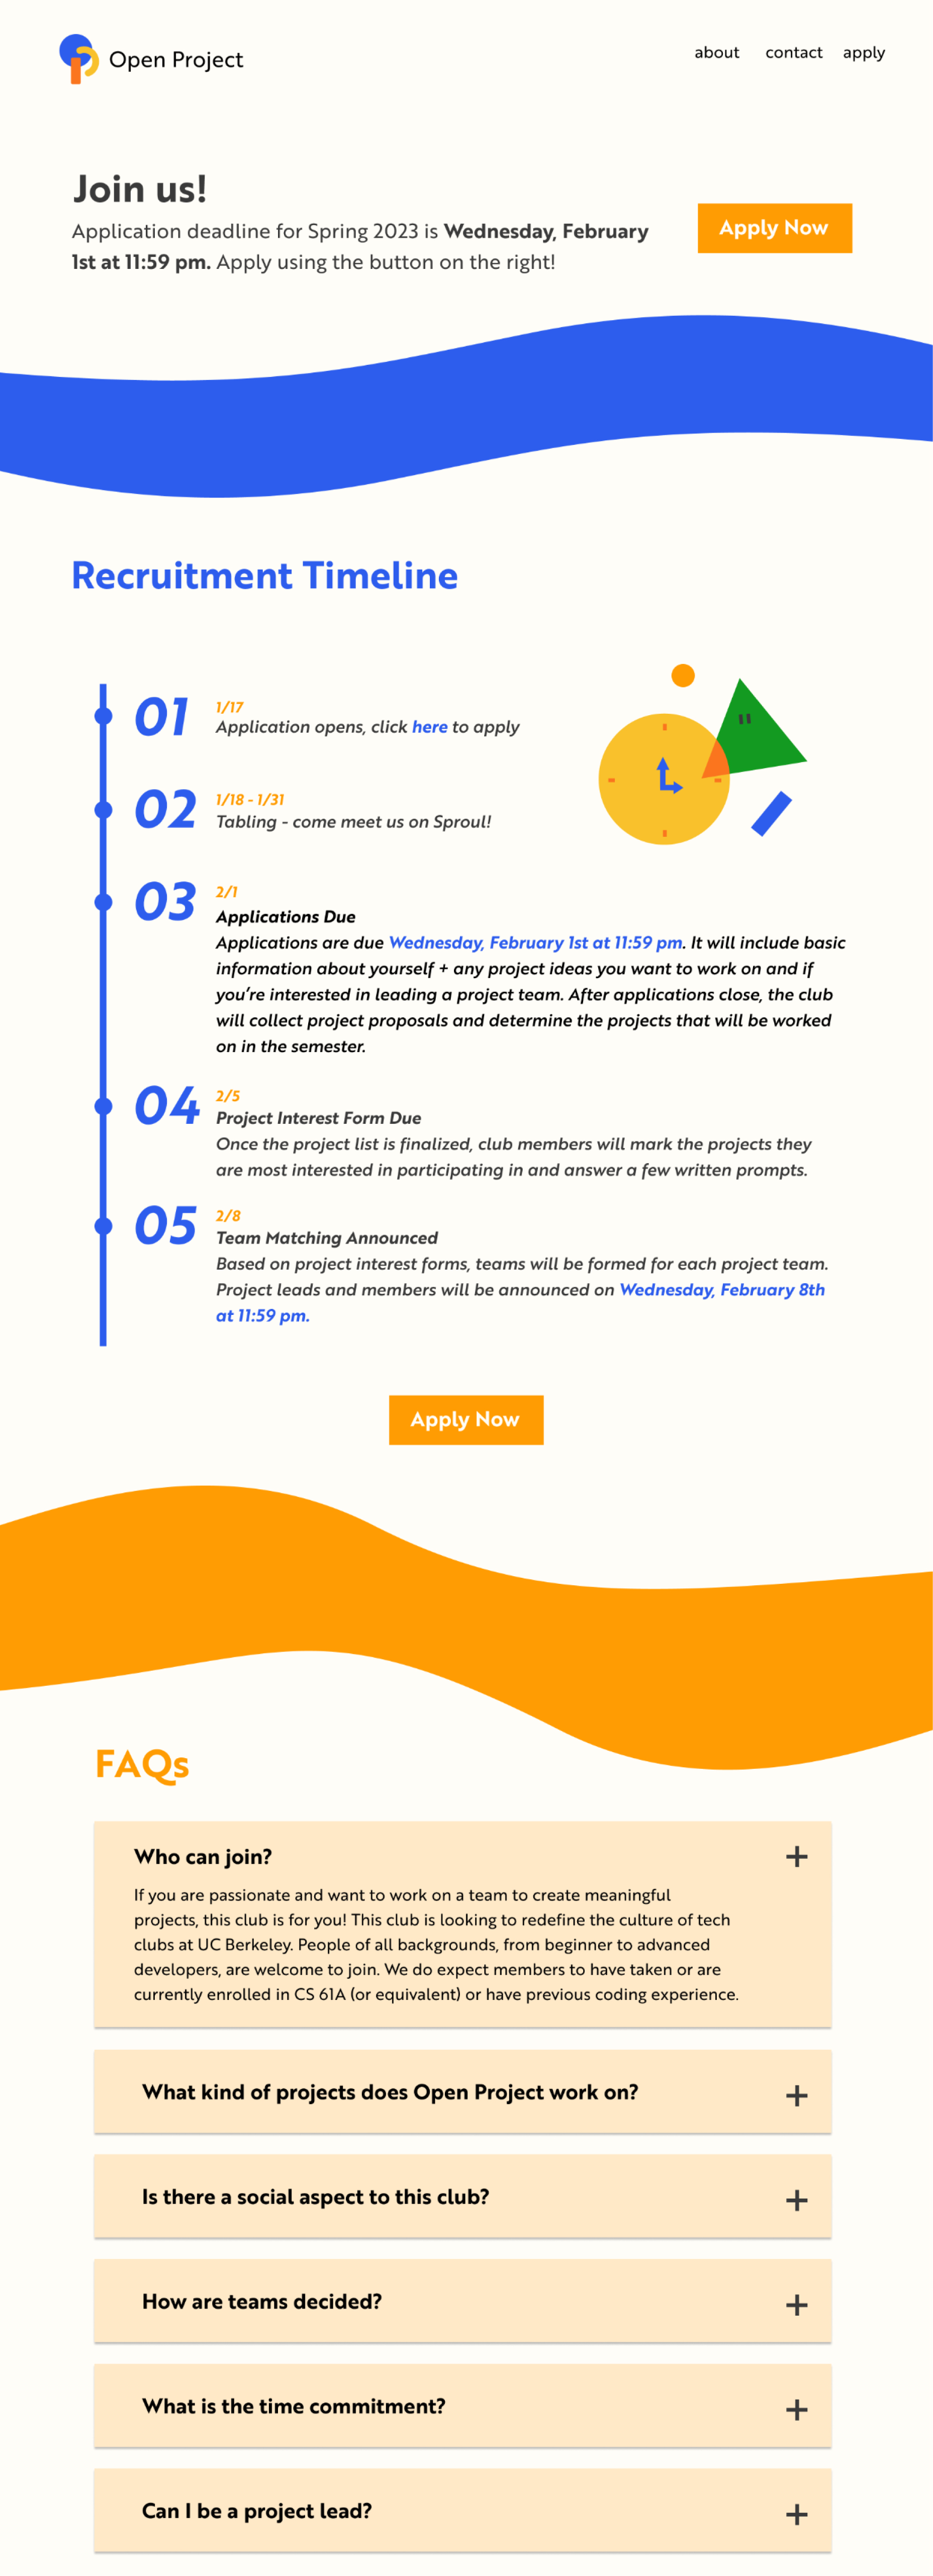 Open Project
about contact apply
Join us!
Application deadline for Spring 2023 is Wednesday, February
1st at 11:59 pm. Apply using the button on the right!
Apply Now
Recruitment Timeline
01
1/17
Application opens, click here to apply
02
1/18 - 1/31
Tabling - come meet us on Sproul!
03
2/1
Applications Due
Applications are due Wednesday, February 1st at 11:59 pm. It will include basic
information about yourself + any project ideas you want to work on and if
you’re interested in leading a project team. After applications close, the club
will collect project proposals and determine the projects that will be worked
on in the semester.
04
2/5
Project Interest Form Due
Once the project list is finalized, club members will mark the projects they
are most interested in participating in and answer a few written prompts.
05
2/8
Team Matching Announced
Based on project interest forms, teams will be formed for each project team.
Project leads and members will be announced on Wednesday, February 8th
at 11:59 pm.
Apply Now
FAQs
Who can join? +
If you are passionate and want to work on a team to create meaningful
projects, this club is for you! This club is looking to redefine the culture of tech
clubs at UC Berkeley. People of all backgrounds, from beginner to advanced
developers, are welcome to join. We do expect members to have taken or are
currently enrolled in CS 61A (or equivalent) or have previous coding experience.
What kind of projects does Open Project work on? +
Is there a social aspect to this club? +
How are teams decided? +
What is the time commitment? +
Can I be a project lead? +